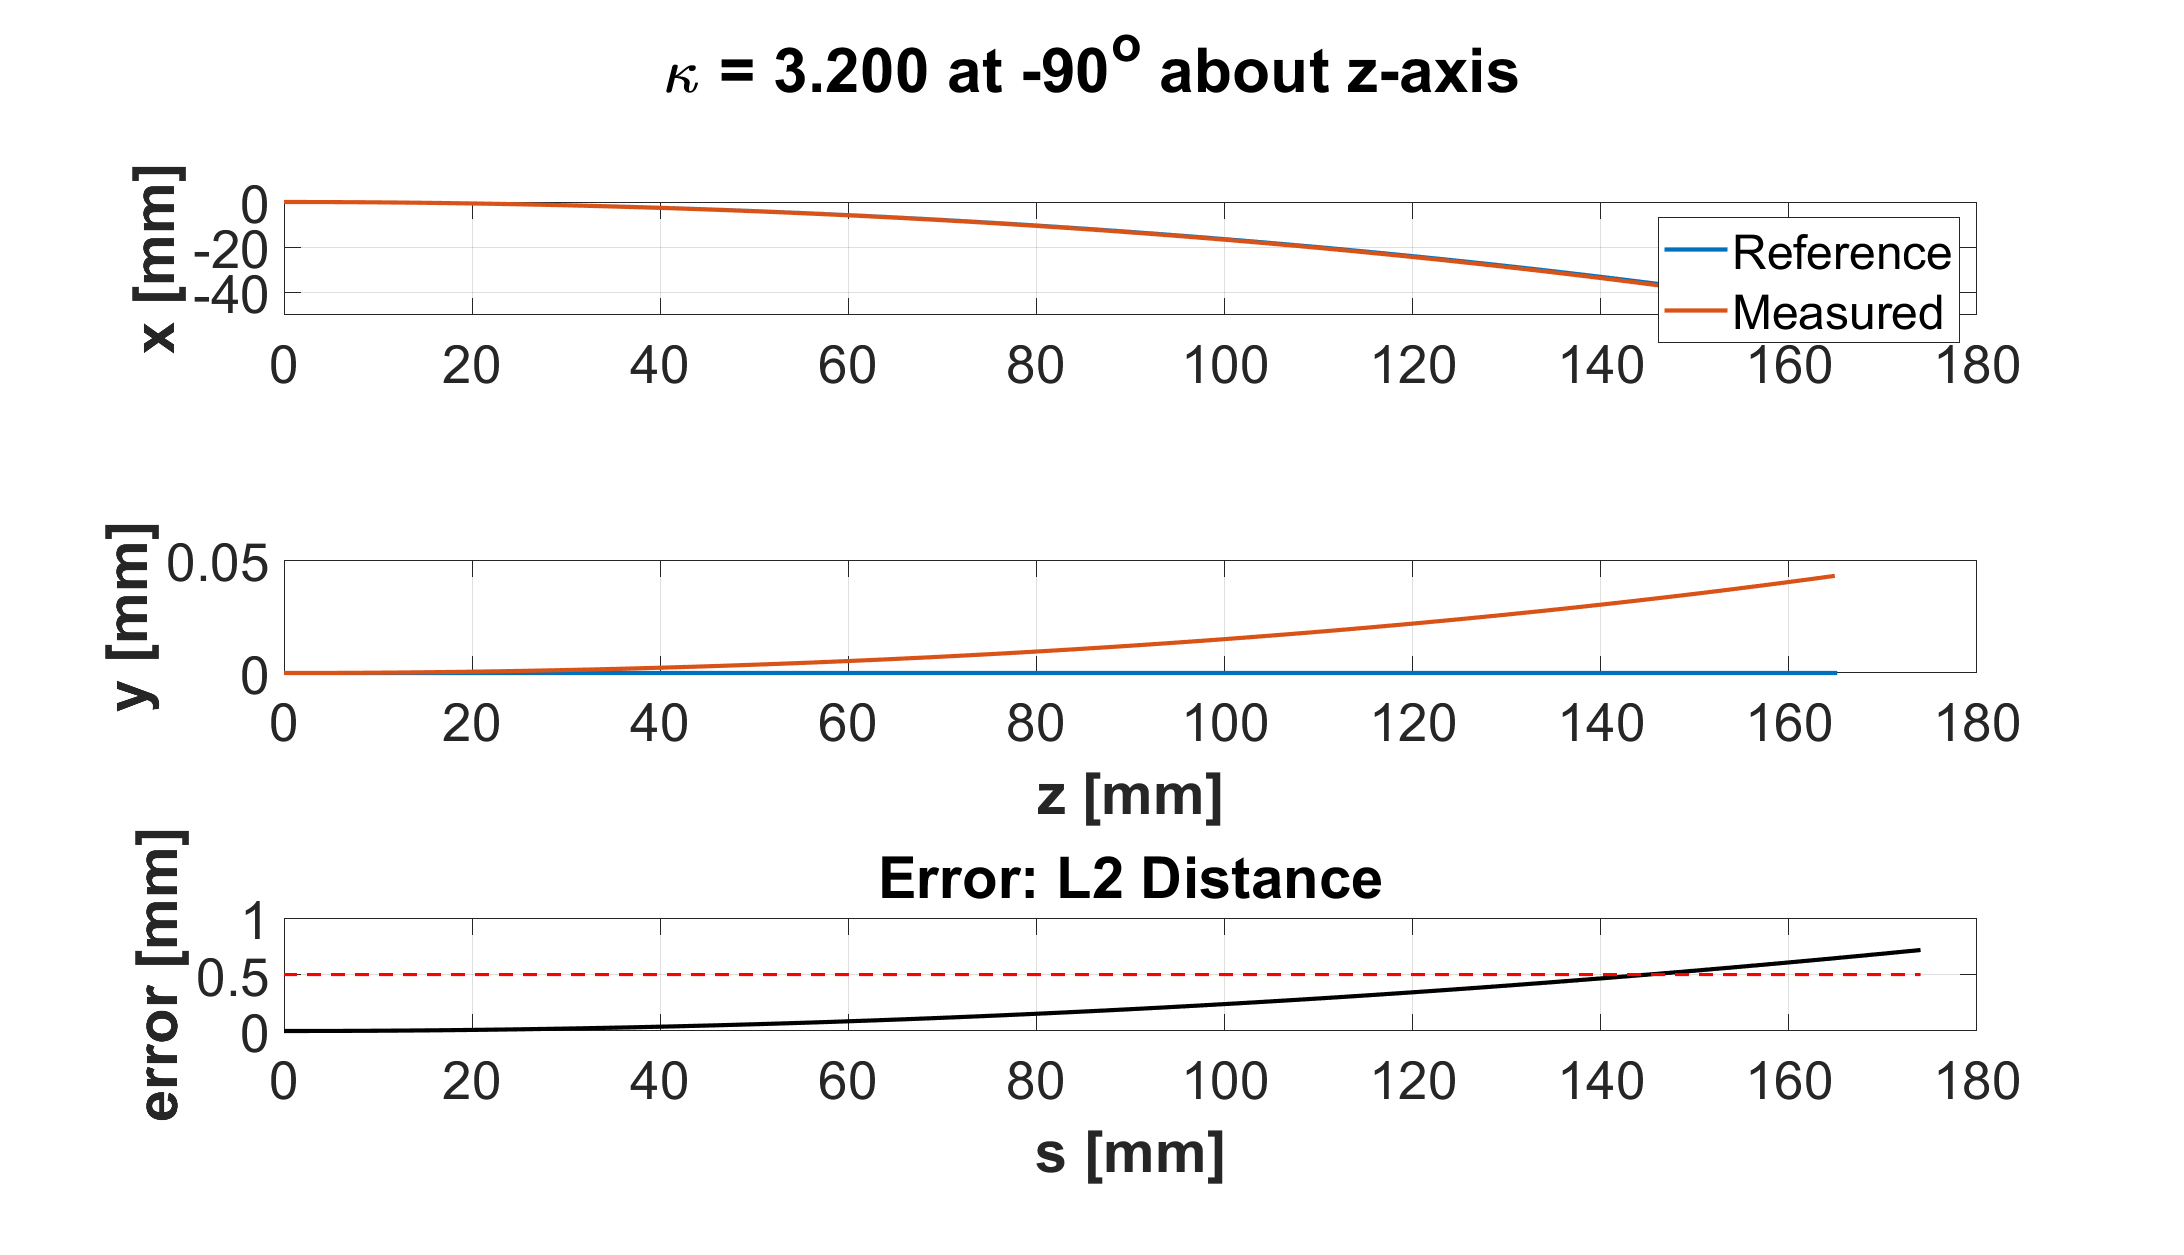 κ = 3.200 at -90° about z-axis
x [mm]
0
-20
-40
Reference
Measured
0 20 40 60 80 100 120 140 160 180
y [mm]
0.05
0
0 20 40 60 80 100 120 140 160 180
z [mm]
Error: L2 Distance
error [mm]
1
0.5
0
0 20 40 60 80 100 120 140 160 180
s [mm]